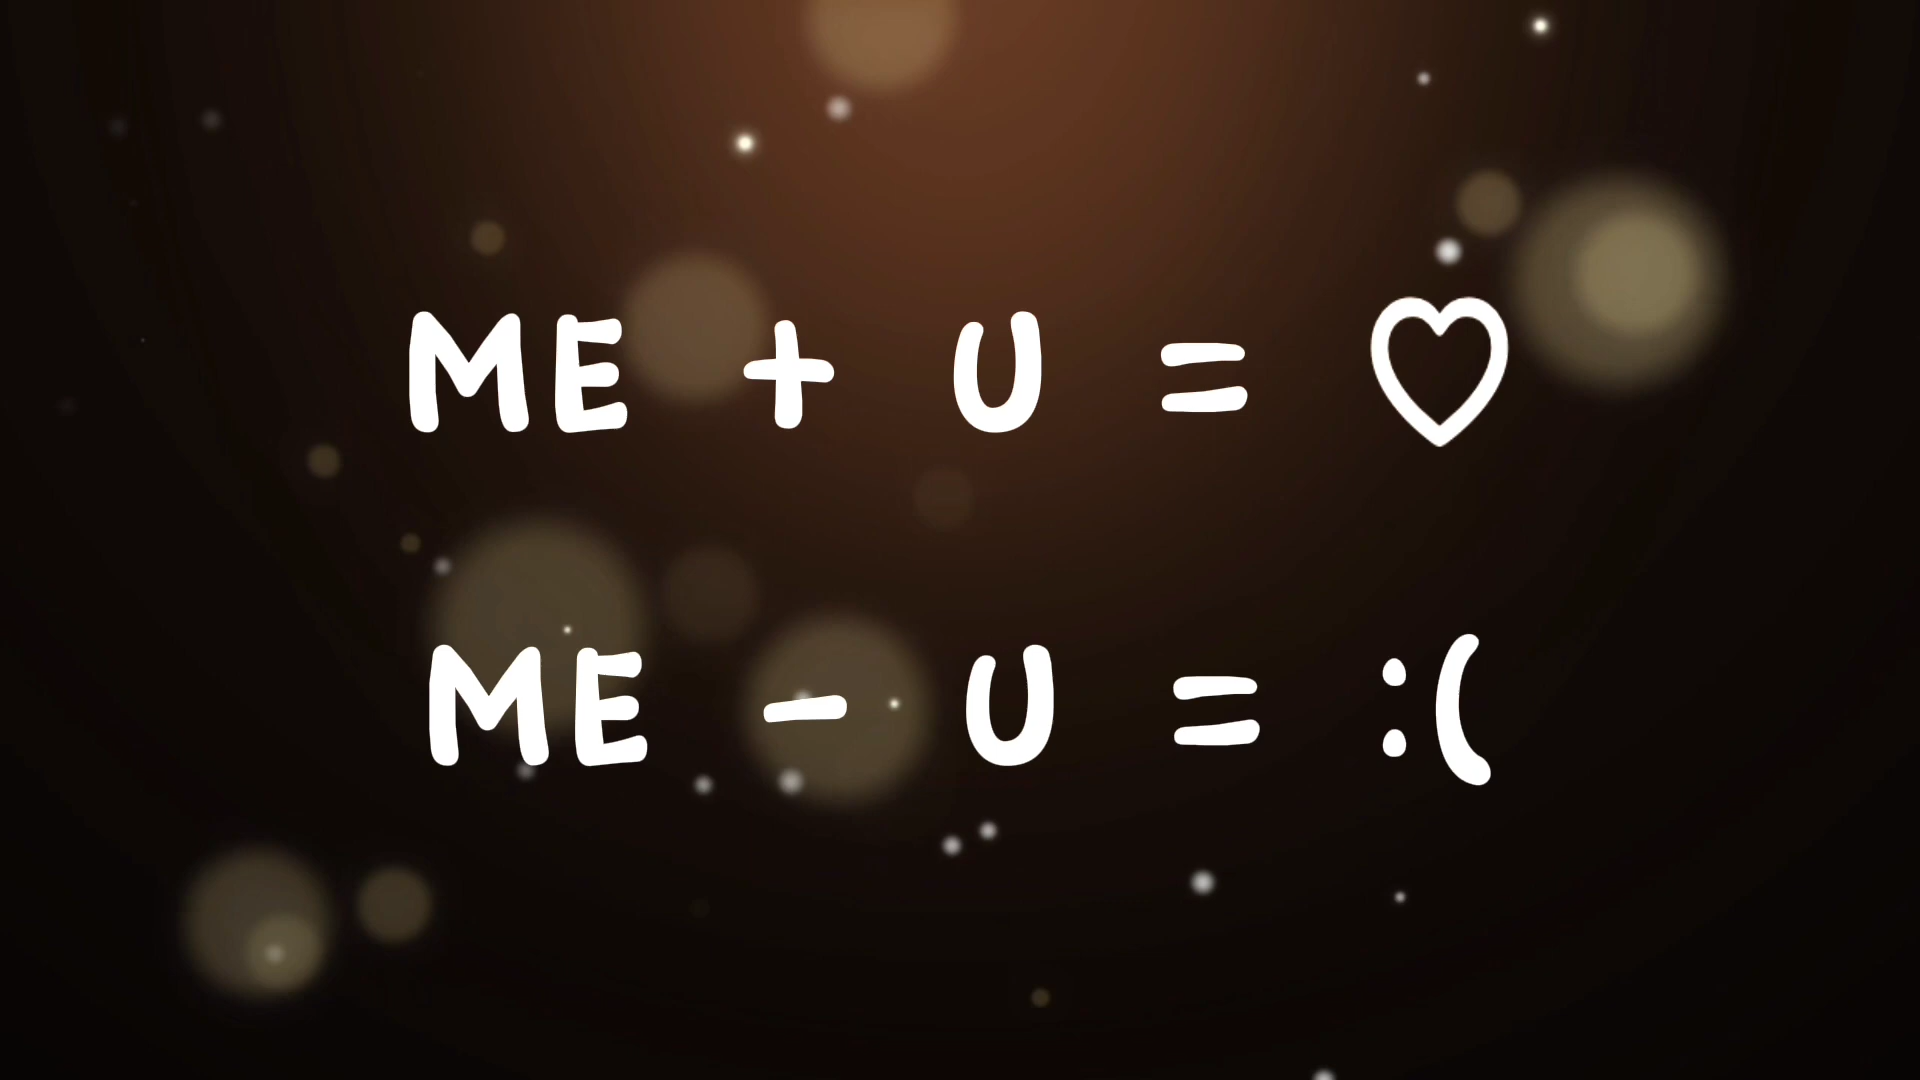 ME + U = ♡
ME - U = :(